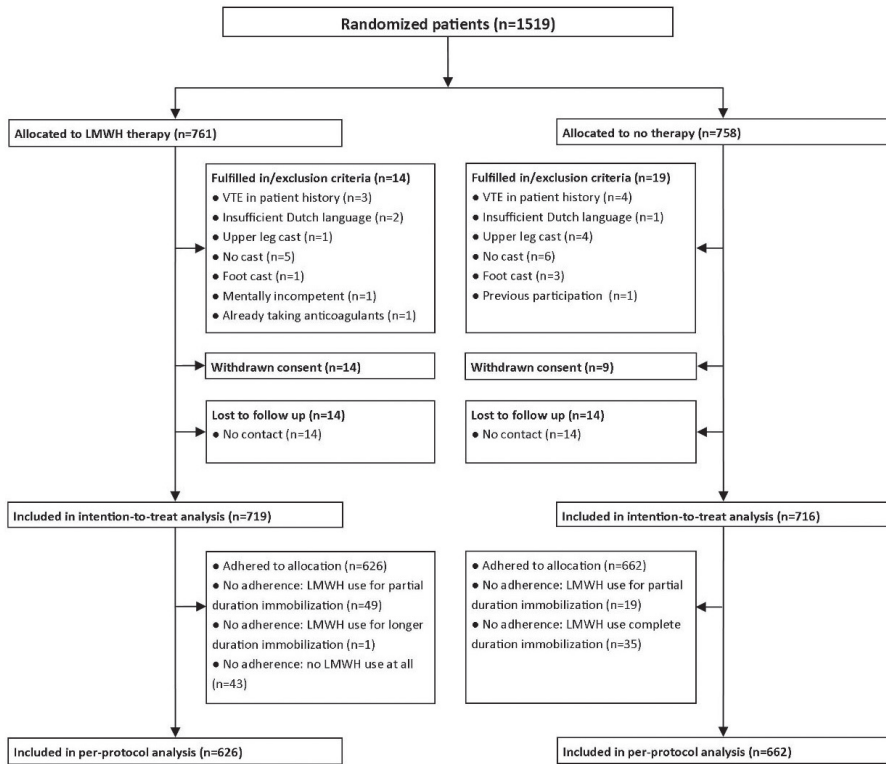 Randomized patients (n=1519)
Allocated to LMWH therapy (n=761)
Allocated to no therapy (n=758)
Fulfilled in/exclusion criteria (n=14)
● VTE in patient history (n=3)
● Insufficient Dutch language (n=2)
● Upper leg cast (n=1)
● No cast (n=5)
● Foot cast (n=1)
● Mentally incompetent (n=1)
● Already taking anticoagulants (n=1)
Fulfilled in/exclusion criteria (n=19)
● VTE in patient history (n=4)
● Insufficient Dutch language (n=1)
● Upper leg cast (n=4)
● No cast (n=6)
● Foot cast (n=3)
● Previous participation (n=1)
Withdrawn consent (n=14)
Withdrawn consent (n=9)
Lost to follow up (n=14)
● No contact (n=14)
Lost to follow up (n=14)
● No contact (n=14)
Included in intention-to-treat analysis (n=719)
Included in intention-to-treat analysis (n=716)
● Adhered to allocation (n=626)
● No adherence: LMWH use for partial
duration immobilization (n=49)
● No adherence: LMWH use for longer
duration immobilization (n=1)
● No adherence: no LMWH use at all
(n=43)
● Adhered to allocation (n=662)
● No adherence: LMWH use for partial
duration immobilization (n=19)
● No adherence: LMWH use complete
duration immobilization (n=35)
Included in per-protocol analysis (n=626)
Included in per-protocol analysis (n=662)